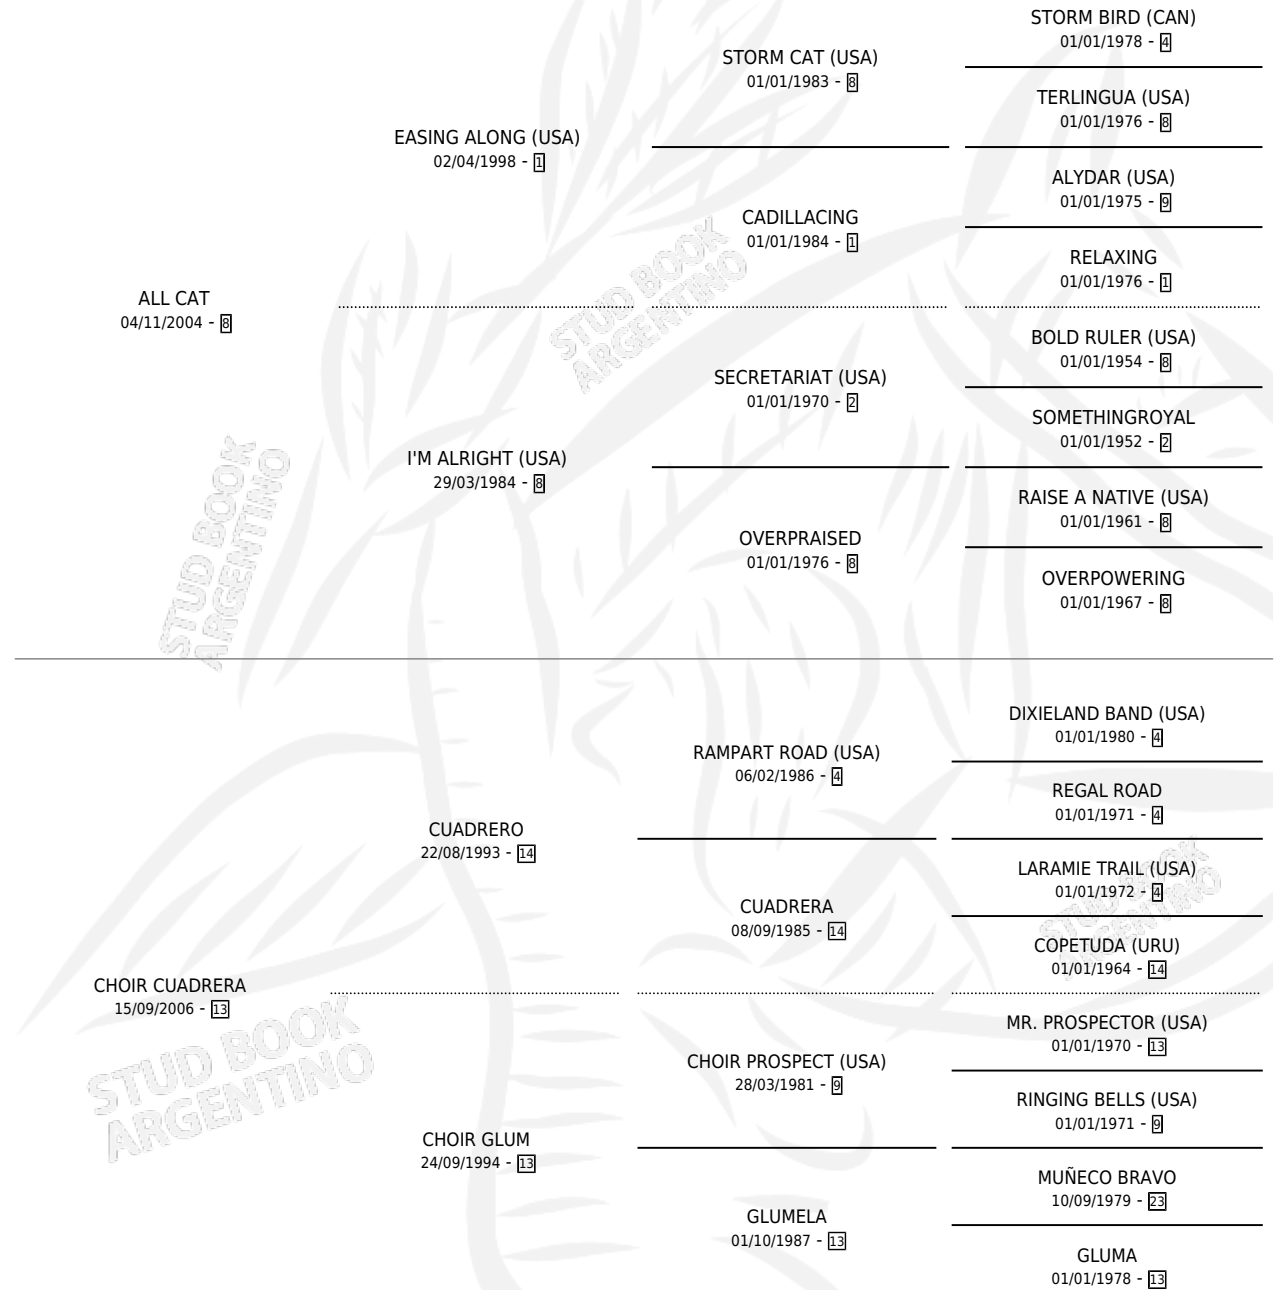 STORM BIRD (CAN)
01/01/1978 - 4
STORM CAT (USA)
01/01/1983 - 8
TERLINGUA (USA)
01/01/1976 - 8
EASING ALONG (USA)
02/04/1998 - 1
ALYDAR (USA)
01/01/1975 - 9
CADILLACING
01/01/1984 - 1
RELAXING
01/01/1976 - 1
ALL CAT
04/11/2004 - 8
BOLD RULER (USA)
01/01/1954 - 8
SECRETARIAT (USA)
01/01/1970 - 2
SOMETHINGROYAL
01/01/1952 - 2
I'M ALRIGHT (USA)
29/03/1984 - 8
RAISE A NATIVE (USA)
01/01/1961 - 8
OVERPRAISED
01/01/1976 - 8
OVERPOWERING
01/01/1967 - 8
DIXIELAND BAND (USA)
01/01/1980 - 4
RAMPART ROAD (USA)
06/02/1986 - 4
REGAL ROAD
01/01/1971 - 4
CUADRERO
22/08/1993 - 14
LARAMIE TRAIL (USA)
01/01/1972 - 4
CUADRERA
08/09/1985 - 14
COPETUDA (URU)
01/01/1964 - 14
CHOIR CUADRERA
15/09/2006 - 13
MR. PROSPECTOR (USA)
01/01/1970 - 13
CHOIR PROSPECT (USA)
28/03/1981 - 9
RINGING BELLS (USA)
01/01/1971 - 9
CHOIR GLUM
24/09/1994 - 13
MUÑECO BRAVO
10/09/1979 - 23
GLUMELA
01/10/1987 - 13
GLUMA
01/01/1978 - 13
STUD BOOK
ARGENTINO
STUD BOOK
ARGENTINO
STUD BOOK
ARGENTINO
STUD BOOK
ARGENTINO